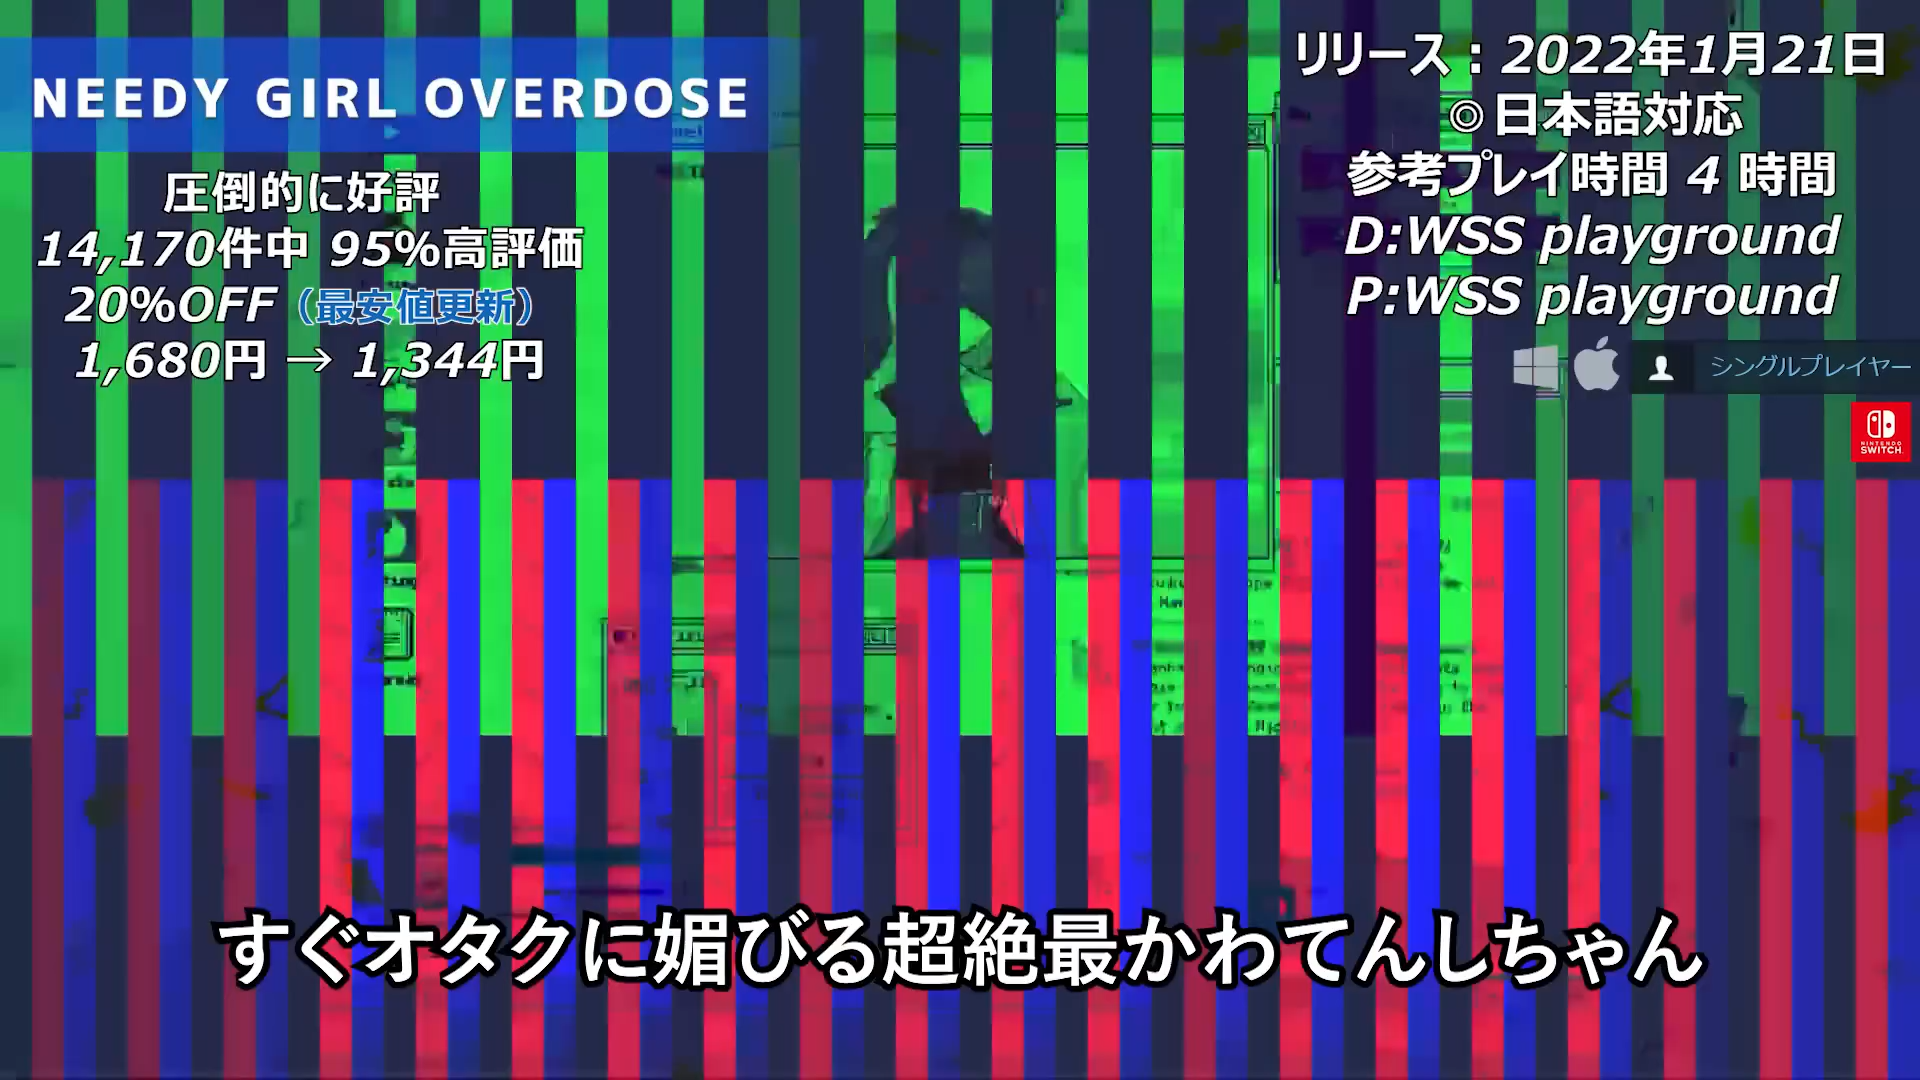 NEEDY GIRL OVERDOSE
圧倒的に好評
14,170件中 95%高評価
20%OFF（最安値更新）
1,680円 → 1,344円
リリース：2022年1月21日
◎日本語対応
参考プレイ時間 4 時間
D:WSS playground
P:WSS playground
シングルプレイヤー
NINTENDO
SWITCH
すぐオタクに媚びる超絶最かわてんしちゃん